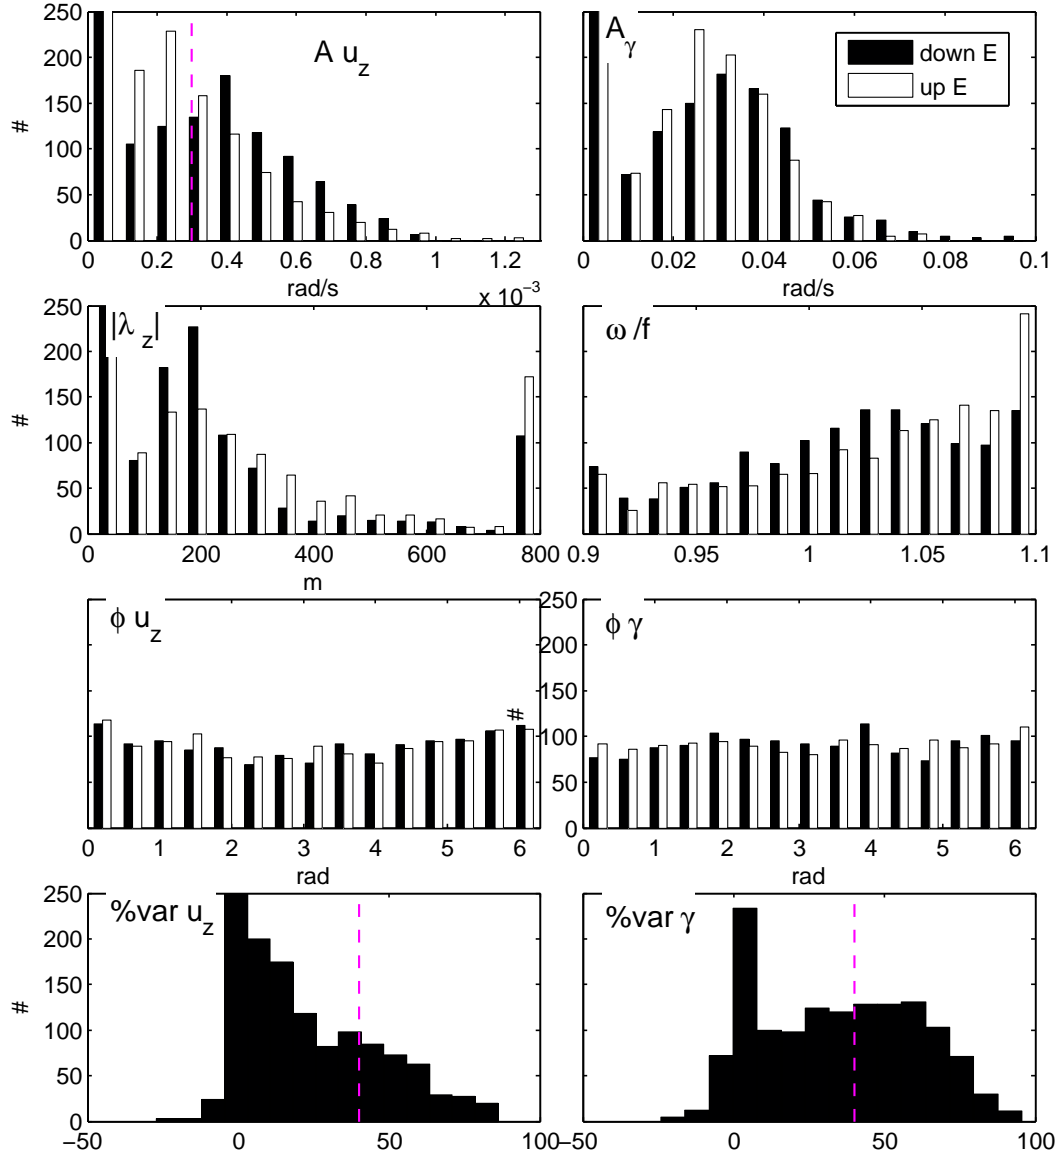 250
200
150
100
50
0
#
A u_z
0 0.2 0.4 0.6 0.8 1 1.2
rad/s
x 10^−3
A_γ
down E
up E
0 0.02 0.04 0.06 0.08 0.1
rad/s
250
200
150
100
50
0
#
|λ_z|
0 200 400 600 800
m
ω/f
0.9 0.95 1 1.05 1.1
ϕ u_z
#
0 1 2 3 4 5 6
rad
250
200
150
100
50
0
ϕ γ
0 1 2 3 4 5 6
rad
250
200
150
100
50
0
#
%var u_z
−50 0 50 100
%var γ
−50 0 50 100